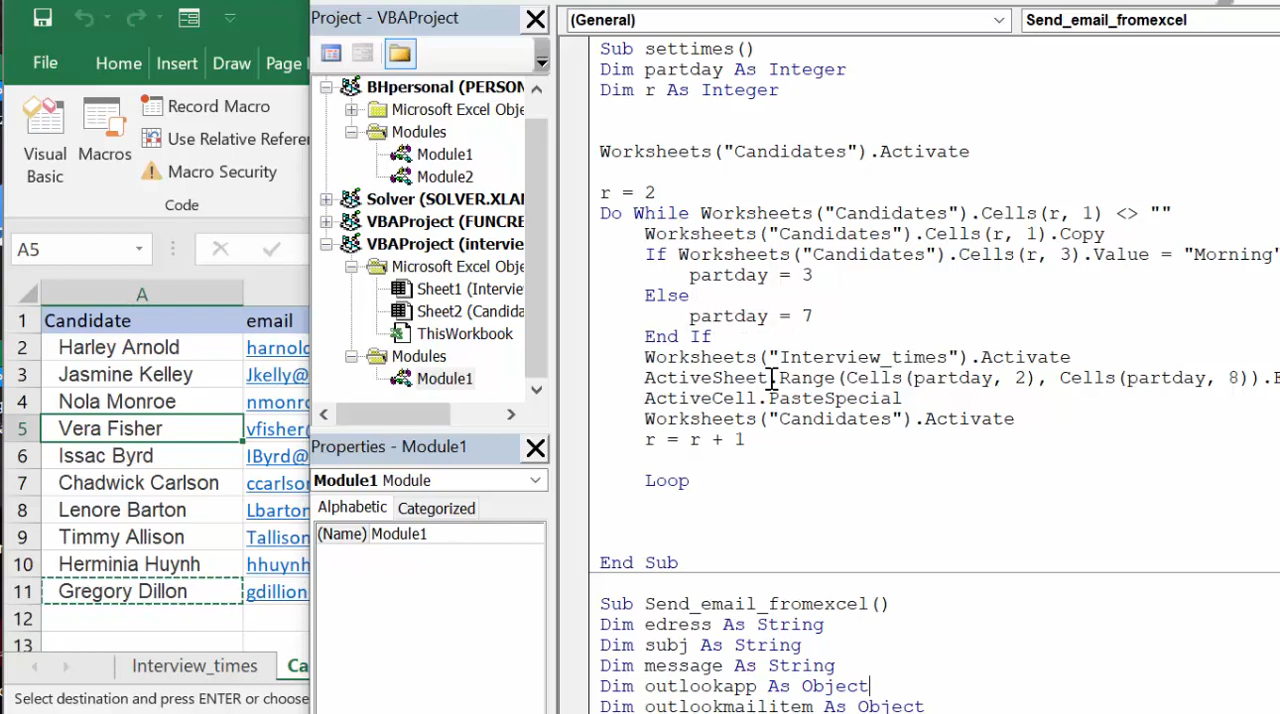 File Home Insert Draw Page
Record Macro
Use Relative Refere
Macro Security
Visual Basic
Macros
Code
A5
A
1 Candidate email
2 Harley Arnold harnold
3 Jasmine Kelley Jkelly@
4 Nola Monroe nmonro
5 Vera Fisher vfisher
6 Issac Byrd IByrd@
7 Chadwick Carlson ccarlson
8 Lenore Barton Lbarton
9 Timmy Allison Tallison
10 Herminia Huynh hhuynh
11 Gregory Dillon gdillion
12
13
Interview_times Ca
Select destination and press ENTER or choose
Project - VBAProject
BHpersonal (PERSON
Microsoft Excel Obje
Modules
Module1
Module2
Solver (SOLVER.XLA
VBAProject (FUNCRE
VBAProject (intervie
Microsoft Excel Obje
Sheet1 (Intervie
Sheet2 (Candida
ThisWorkbook
Modules
Module1
Properties - Module1
Module1 Module
Alphabetic Categorized
(Name) Module1
(General) Send_email_fromexcel
Sub settimes()
Dim partday As Integer
Dim r As Integer
Worksheets("Candidates").Activate
r = 2
Do While Worksheets("Candidates").Cells(r, 1) <> ""
Worksheets("Candidates").Cells(r, 1).Copy
If Worksheets("Candidates").Cells(r, 3).Value = "Morning"
partday = 3
Else
partday = 7
End If
Worksheets("Interview_times").Activate
ActiveSheet.Range(Cells(partday, 2), Cells(partday, 8)).
ActiveCell.PasteSpecial
Worksheets("Candidates").Activate
r = r + 1
Loop
End Sub
Sub Send_email_fromexcel()
Dim edress As String
Dim subj As String
Dim message As String
Dim outlookapp As Object
Dim outlookmailitem As Object